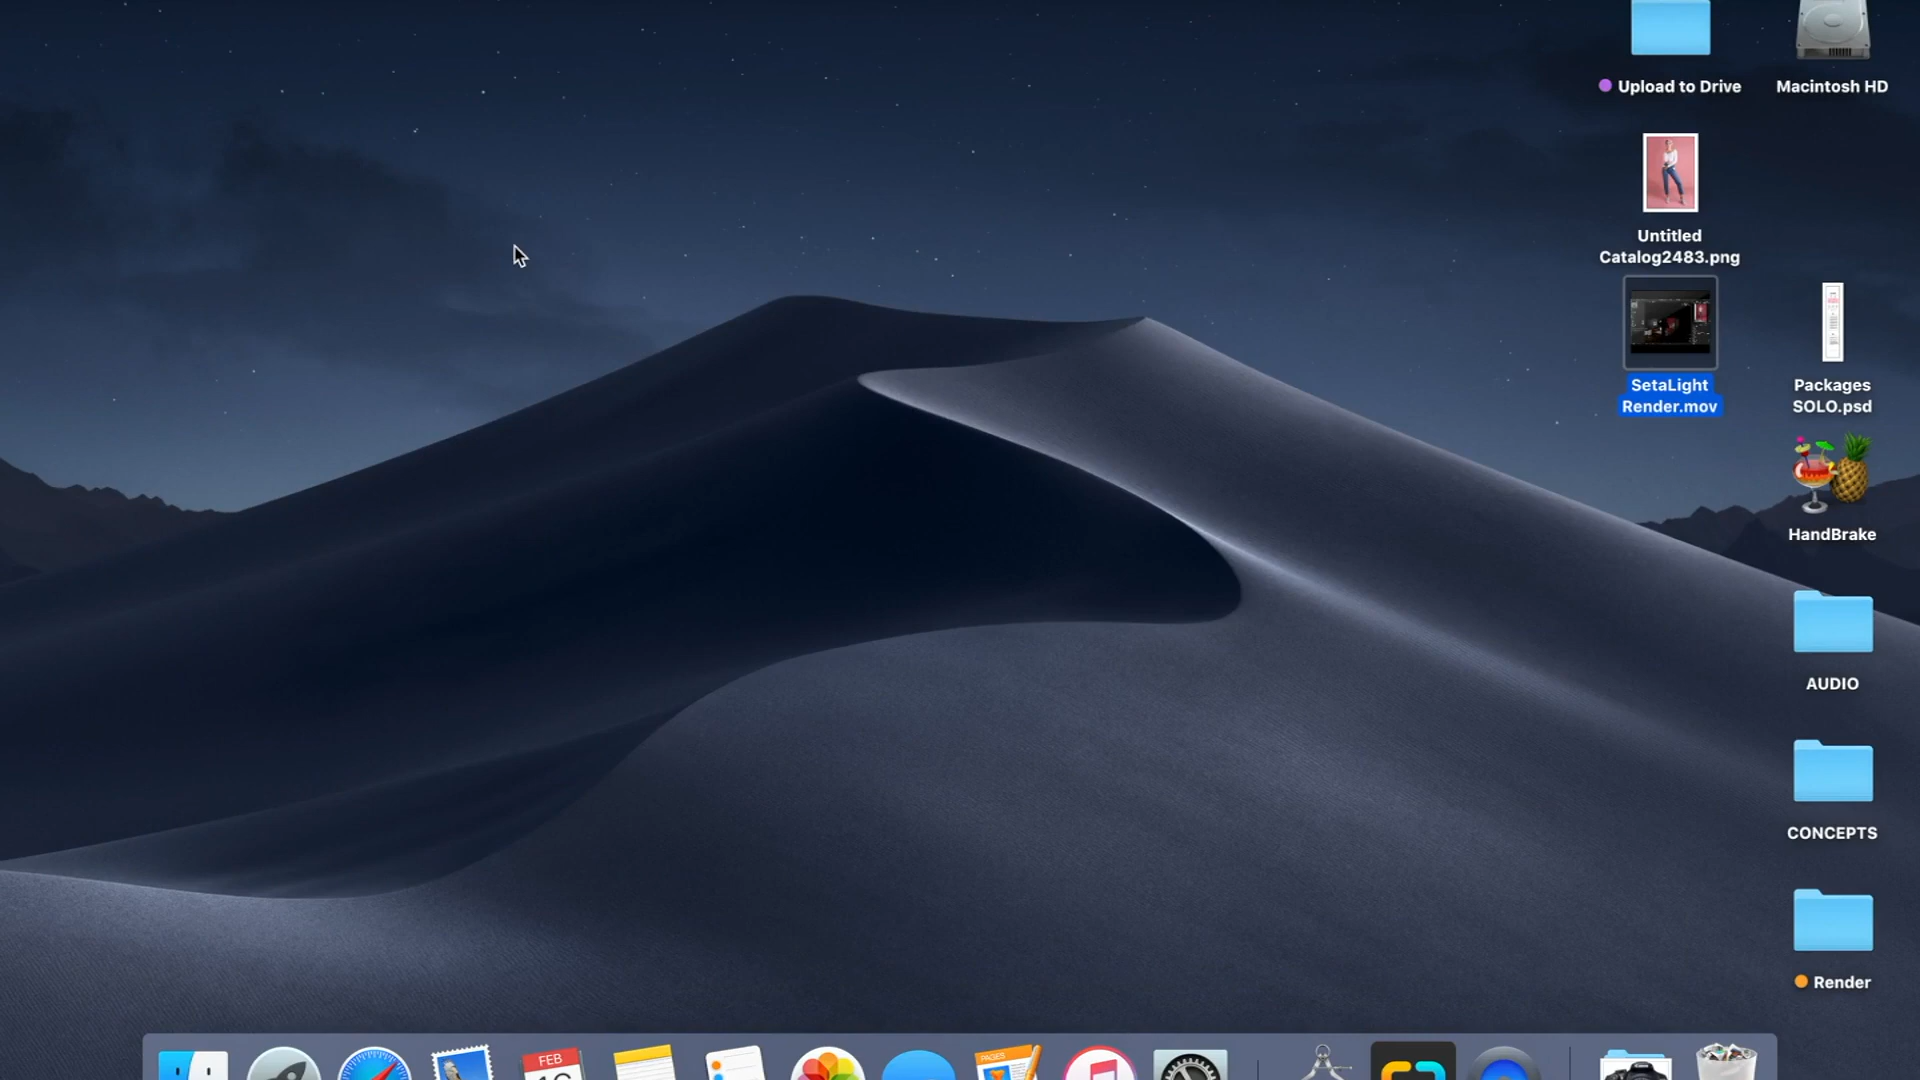 Upload to Drive
Macintosh HD
Untitled
Catalog2483.png
SetaLight
Render.mov
Packages
SOLO.psd
HandBrake
AUDIO
CONCEPTS
Render
FEB
PAGES